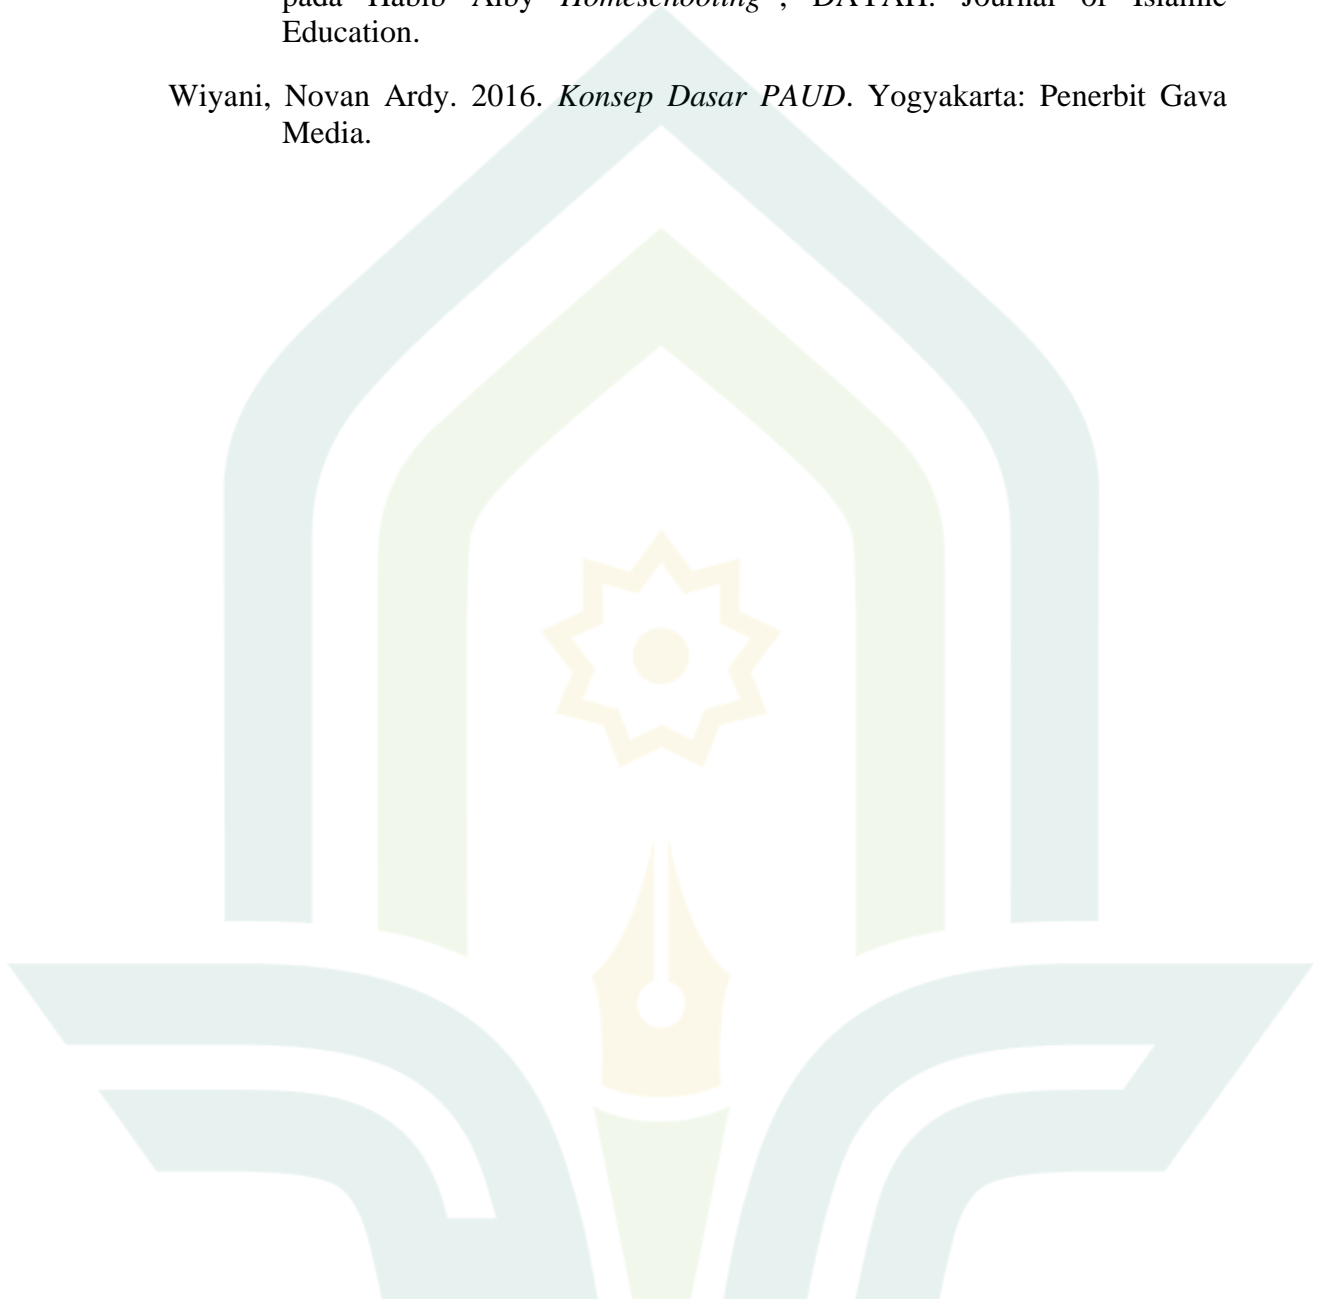 pada Habib Alby Homeschooling", DAYAH: Journal of Islamic
Education.
Wiyani, Novan Ardy. 2016. Konsep Dasar PAUD. Yogyakarta: Penerbit Gava
Media.